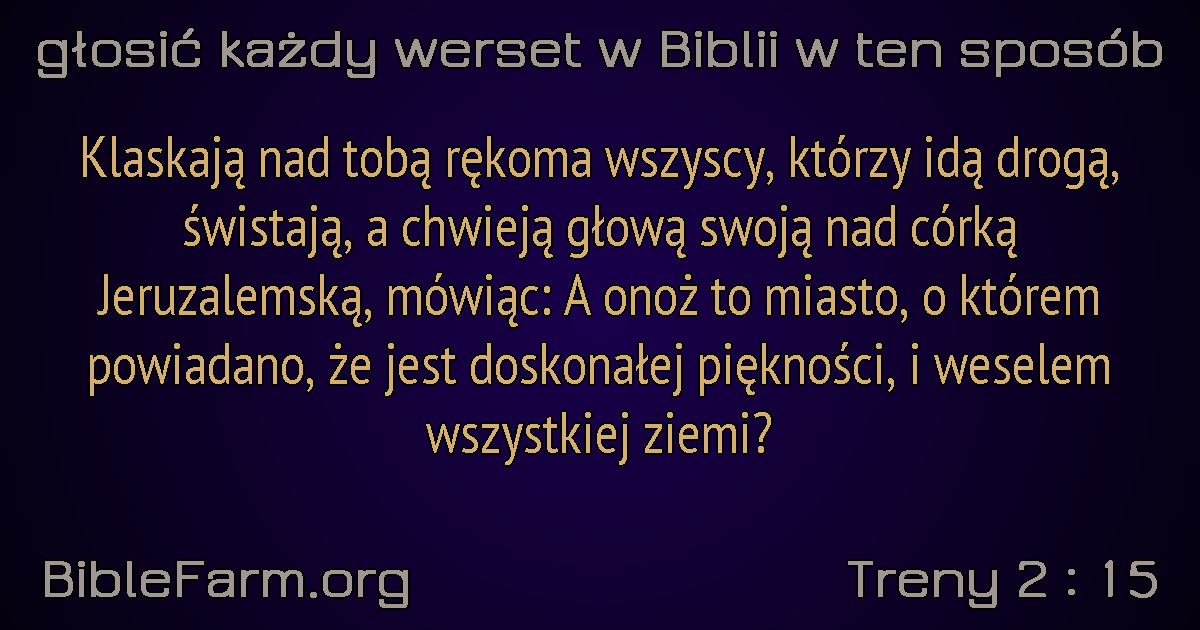 głosić każdy werset w Biblii w ten sposób
Klaskają nad tobą rękoma wszyscy, którzy idą drogą,
świstają, a chwieją głową swoją nad córką
Jeruzalemską, mówiąc: A onoż to miasto, o którem
powiadano, że jest doskonałej piękności, i weselem
wszystkiej ziemi?
BibleFarm.org
Treny 2 : 15